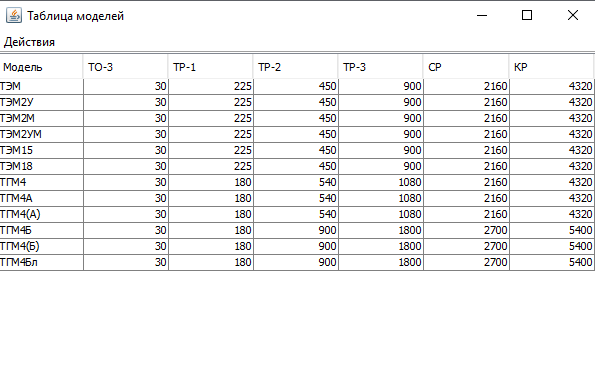 Таблица моделей
Действия
Модель ТО-3 ТР-1 ТР-2 ТР-3 СР КР
ТЭМ 30 225 450 900 2160 4320
ТЭМ2У 30 225 450 900 2160 4320
ТЭМ2М 30 225 450 900 2160 4320
ТЭМ2УМ 30 225 450 900 2160 4320
ТЭМ15 30 225 450 900 2160 4320
ТЭМ18 30 225 450 900 2160 4320
ТГМ4 30 180 540 1080 2160 4320
ТГМ4А 30 180 540 1080 2160 4320
ТГМ4(А) 30 180 540 1080 2160 4320
ТГМ4Б 30 180 900 1800 2700 5400
ТГМ4(Б) 30 180 900 1800 2700 5400
ТГМ4Бл 30 180 900 1800 2700 5400